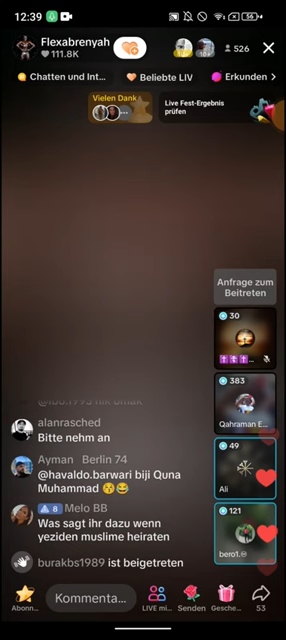 12:39
56
Flexabrenyah
111.8K
526
Chatten und Int...
Beliebte LIV
Erkunden >
Vielen Dank
Live Fest-Ergebnis
prüfen
Anfrage zum
Beitreten
30
383
Qahraman E...
49
Ali
121
bero1.
alanrasched
Bitte nehm an
Ayman Berlin 74
@havaldo.barwari biji Quna
Muhammad 😚😂
8 Melo BB
Was sagt ihr dazu wenn
yeziden muslime heiraten
burakbs1989 ist beigetreten
Abonn...
Kommenta...
LIVE mi...
Senden
Gesche...
53